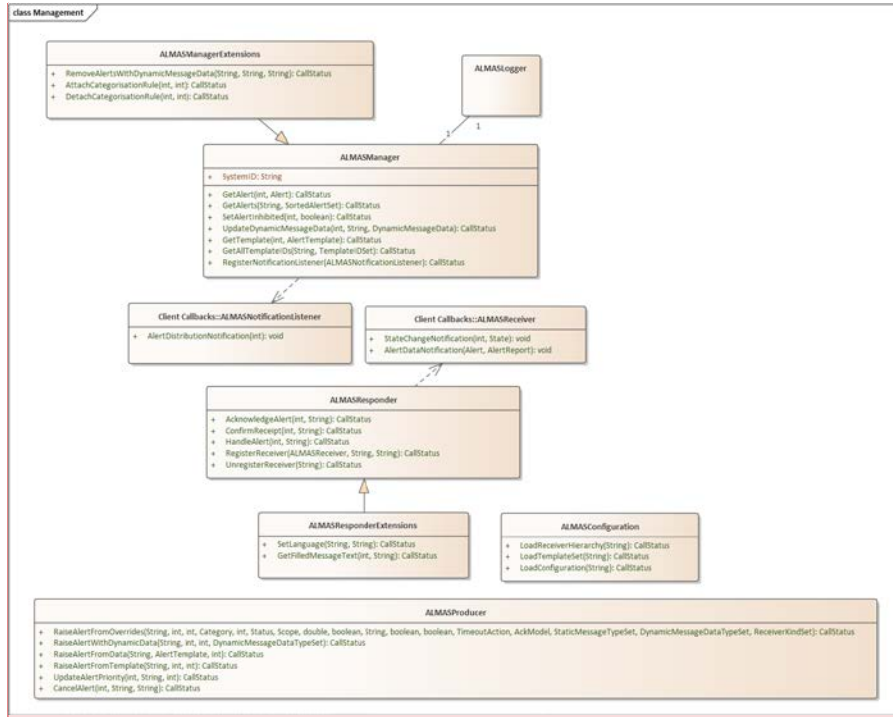 class Management
ALMASManagerExtensions
+ RemoveAlertsWithDynamicMessageData(String, String, String): CallStatus
+ AttachCategorisationRule(int, int): CallStatus
+ DetachCategorisationRule(int, int): CallStatus
ALMASLogger
1
1
ALMASManager
+ SystemID: String
+ GetAlert(int, Alert): CallStatus
+ GetAlerts(String, SortedAlertSet): CallStatus
+ SetAlertInhibited(int, boolean): CallStatus
+ UpdateDynamicMessageData(int, String, DynamicMessageData): CallStatus
+ GetTemplate(int, AlertTemplate): CallStatus
+ GetAllTemplateIDs(String, TemplateIDSet): CallStatus
+ RegisterNotificationListener(ALMASNotificationListener): CallStatus
Client Callbacks::ALMASNotificationListener
+ AlertDistributionNotification(int): void
Client Callbacks::ALMASReceiver
+ StateChangeNotification(int, State): void
+ AlertDataNotification(Alert, AlertReport): void
ALMASResponder
+ AcknowledgeAlert(int, String): CallStatus
+ ConfirmReceipt(int, String): CallStatus
+ HandleAlert(int, String): CallStatus
+ RegisterReceiver(ALMASReceiver, String, String): CallStatus
+ UnregisterReceiver(String): CallStatus
ALMASResponderExtensions
+ SetLanguage(String, String): CallStatus
+ GetFilledMessageText(int, String): CallStatus
ALMASConfiguration
+ LoadReceiverHierarchy(String): CallStatus
+ LoadTemplateSet(String): CallStatus
+ LoadConfiguration(String): CallStatus
ALMASProducer
+ RaiseAlertFromOverrides(String, int, int, Category, int, Status, Scope, double, boolean, String, boolean, boolean, TimeoutAction, AckModel, StaticMessageTypeSet, DynamicMessageDataTypeSet, ReceiverKindSet): CallStatus
+ RaiseAlertWithDynamicData(String, int, int, DynamicMessageDataTypeSet): CallStatus
+ RaiseAlertFromData(String, AlertTemplate, int): CallStatus
+ RaiseAlertFromTemplate(String, int, int): CallStatus
+ UpdateAlertPriority(int, String, int): CallStatus
+ CancelAlert(int, String, String): CallStatus